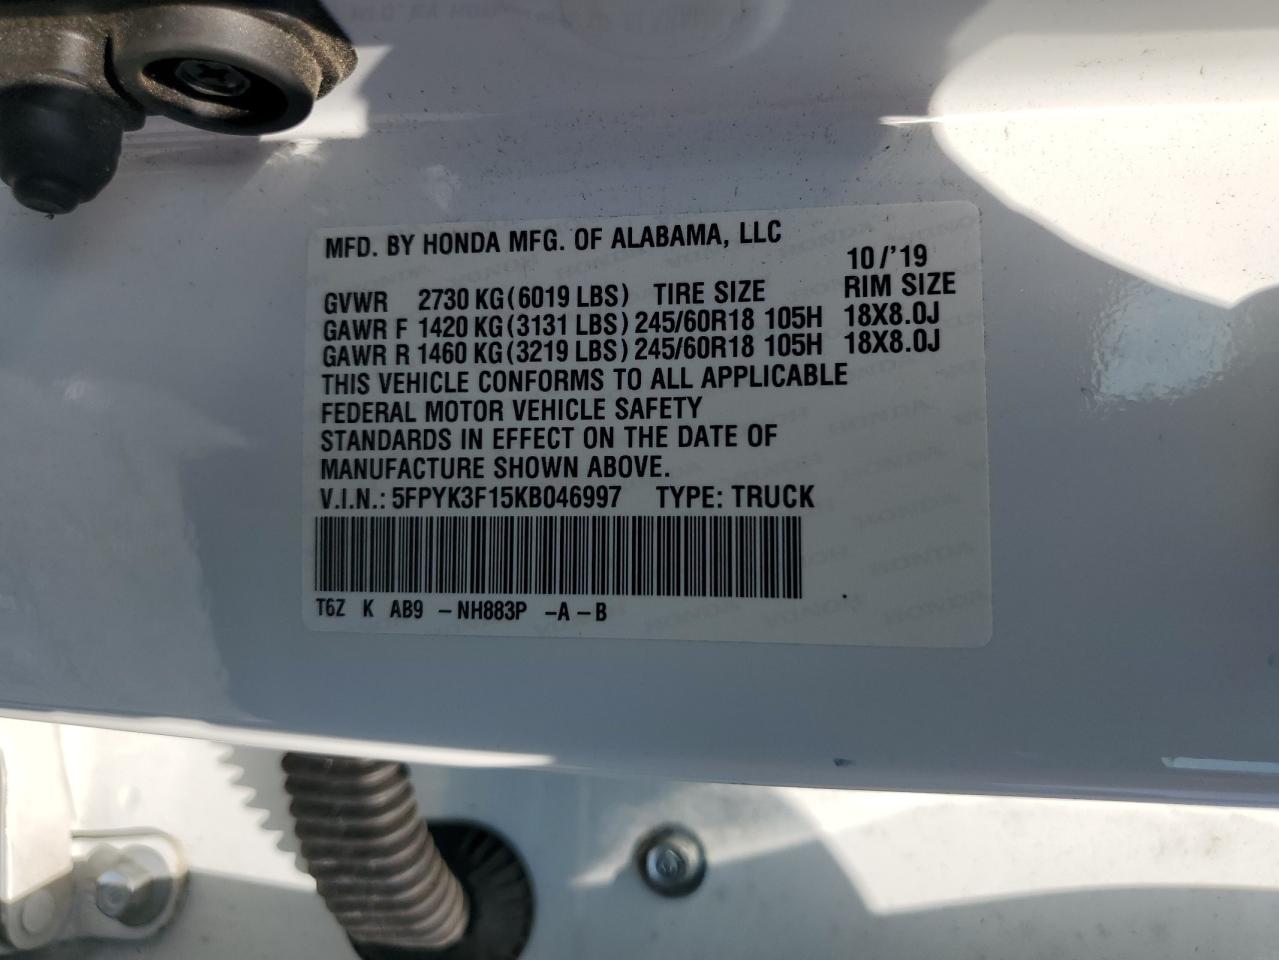 MFD. BY HONDA MFG. OF ALABAMA, LLC
10/'19
GVWR 2730 KG(6019 LBS) TIRE SIZE RIM SIZE
GAWR F 1420 KG(3131 LBS) 245/60R18 105H 18X8.0J
GAWR R 1460 KG(3219 LBS) 245/60R18 105H 18X8.0J
THIS VEHICLE CONFORMS TO ALL APPLICABLE
FEDERAL MOTOR VEHICLE SAFETY
STANDARDS IN EFFECT ON THE DATE OF
MANUFACTURE SHOWN ABOVE.
V.I.N.: 5FPYK3F15KB046997 TYPE: TRUCK
T6Z K AB9 -NH883P -A-B